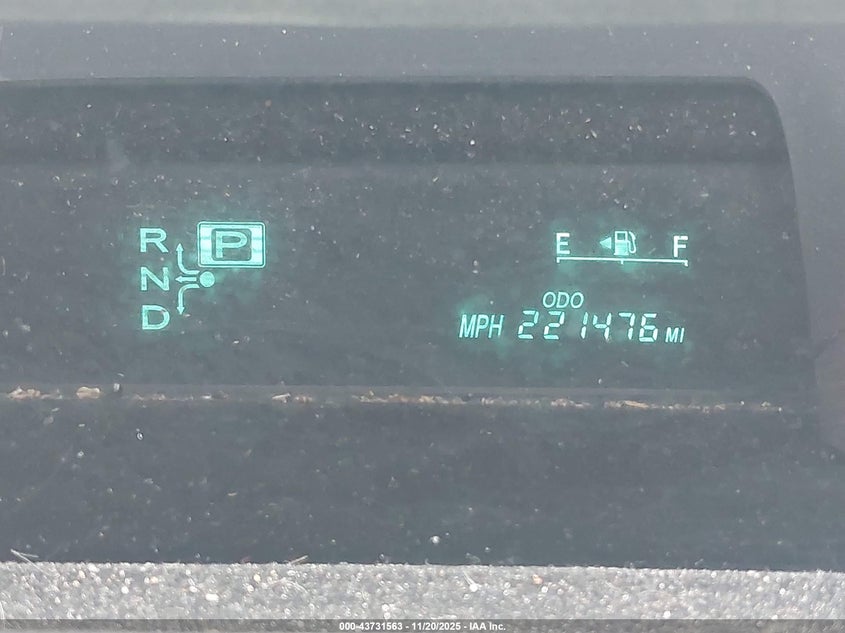 R P
N
D
E F
ODO
MPH 221476 MI
000-43731563 - 11/20/2025 - IAA Inc.